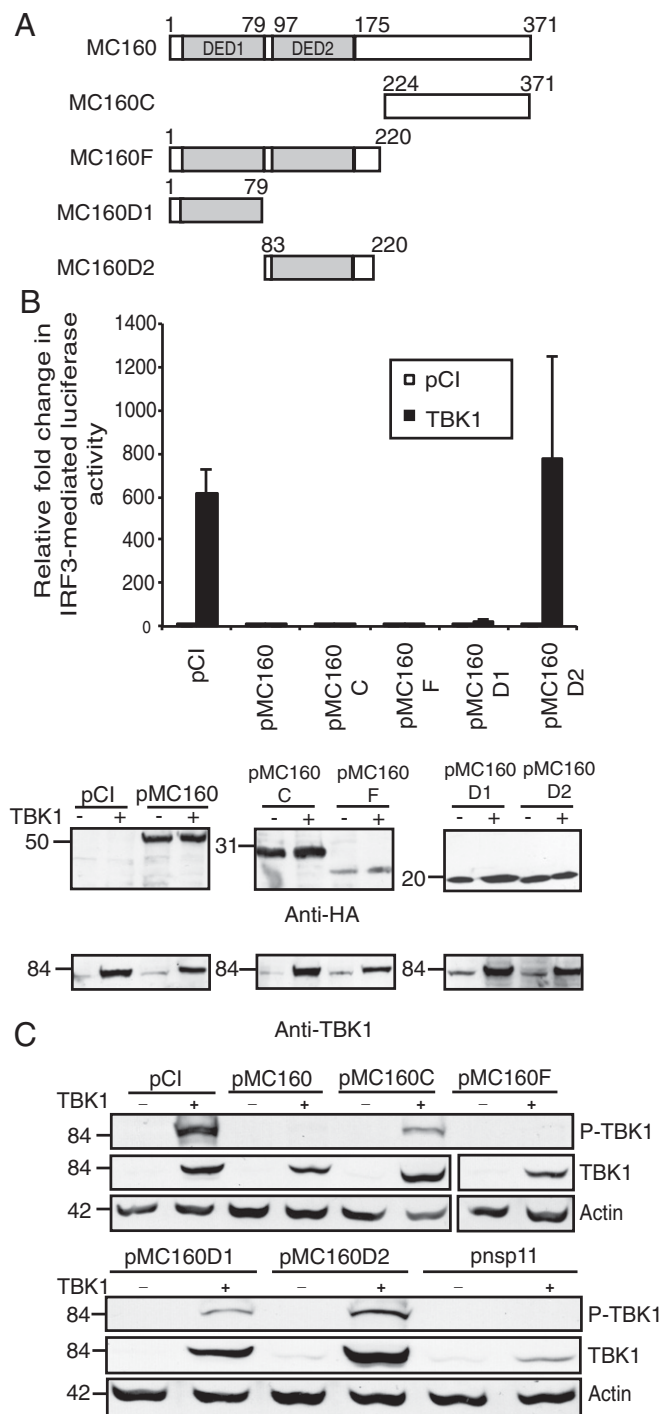 A
1 79 97 175 371
MC160 DED1 DED2
224 371
MC160C
1 220
MC160F
1 79
MC160D1
83 220
MC160D2
B
Relative fold change in
IRF3-mediated luciferase
activity
1400
1200
1000
800
600
400
200
0
pCI
TBK1
pCI
pMC160
pMC160
C
pMC160
F
pMC160
D1
pMC160
D2
pCI pMC160
pMC160
C
pMC160
F
pMC160
D1
pMC160
D2
TBK1 - + - + - + - + - + - +
50 31 20
Anti-HA
84 84 84
Anti-TBK1
C
pCI pMC160 pMC160C pMC160F
TBK1 – + – + – + – +
84 P-TBK1
84 TBK1
42 Actin
pMC160D1 pMC160D2 pnsp11
TBK1 – + – + – +
84 P-TBK1
84 TBK1
42 Actin